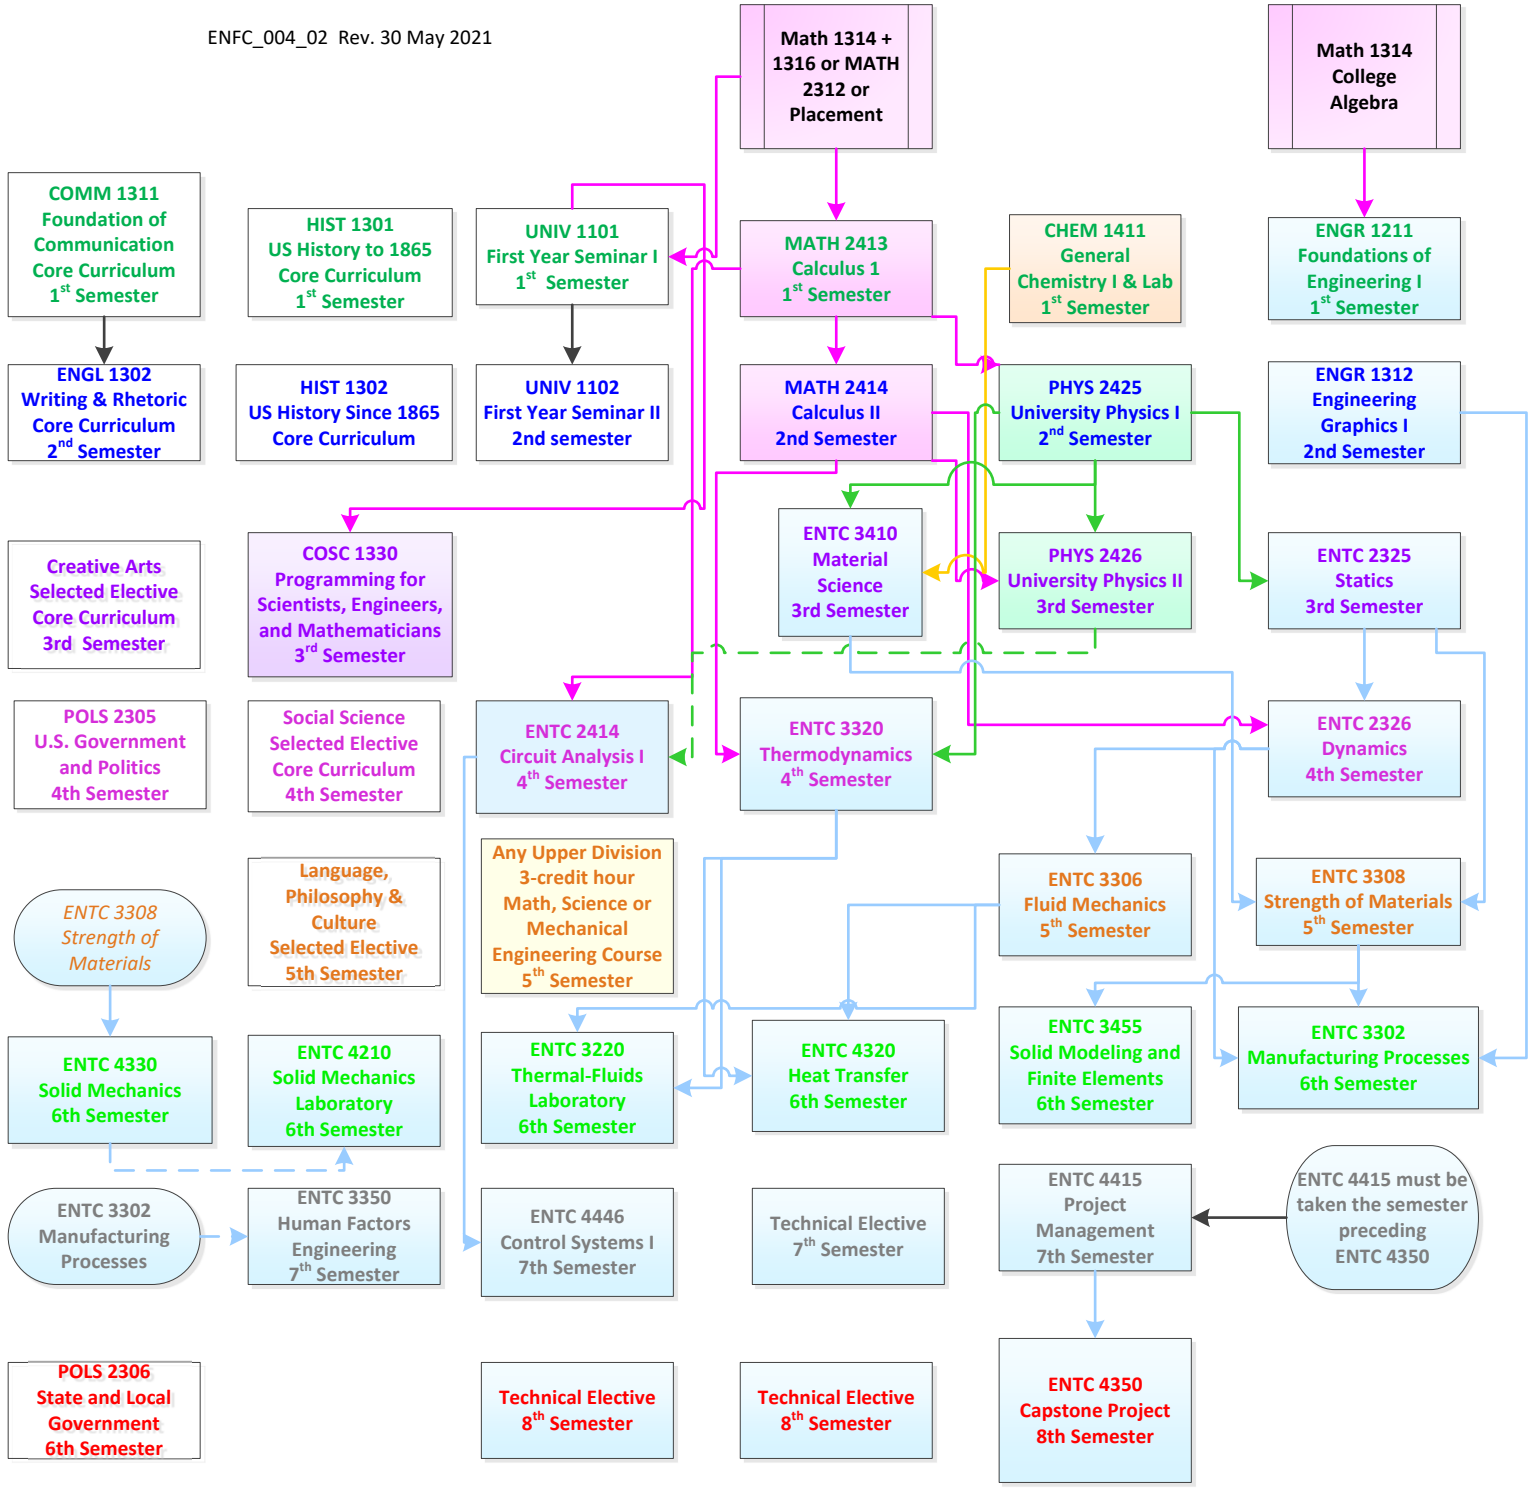 ENFC_004_02  Rev. 30 May 2021
Math 1314 +
1316 or MATH
2312 or
Placement
Math 1314
College
Algebra
COMM 1311
Foundation of
Communication
Core Curriculum
1st Semester
HIST 1301
US History to 1865
Core Curriculum
1st Semester
UNIV 1101
First Year Seminar I
1st Semester
MATH 2413
Calculus 1
1st Semester
CHEM 1411
General
Chemistry I & Lab
1st Semester
ENGR 1211
Foundations of
Engineering I
1st Semester
ENGL 1302
Writing & Rhetoric
Core Curriculum
2nd Semester
HIST 1302
US History Since 1865
Core Curriculum
UNIV 1102
First Year Seminar II
2nd semester
MATH 2414
Calculus II
2nd Semester
PHYS 2425
University Physics I
2nd Semester
ENGR 1312
Engineering
Graphics I
2nd Semester
Creative Arts
Selected Elective
Core Curriculum
3rd  Semester
COSC 1330
Programming for
Scientists, Engineers,
and Mathematicians
3rd Semester
ENTC 3410
Material
Science
3rd Semester
PHYS 2426
University Physics II
3rd Semester
ENTC 2325
Statics
3rd Semester
POLS 2305
U.S. Government
and Politics
4th Semester
Social Science
Selected Elective
Core Curriculum
4th Semester
ENTC 2414
Circuit Analysis I
4th Semester
ENTC 3320
Thermodynamics
4th Semester
ENTC 2326
Dynamics
4th Semester
ENTC 3308
Strength of
Materials
Language,
Philosophy &
Culture
Selected Elective
5th Semester
Any Upper Division
3-credit hour
Math, Science or
Mechanical
Engineering Course
5th Semester
ENTC 3306
Fluid Mechanics
5th Semester
ENTC 3308
Strength of Materials
5th Semester
ENTC 4330
Solid Mechanics
6th Semester
ENTC 4210
Solid Mechanics
Laboratory
6th Semester
ENTC 3220
Thermal-Fluids
Laboratory
6th Semester
ENTC 4320
Heat Transfer
6th Semester
ENTC 3455
Solid Modeling and
Finite Elements
6th Semester
ENTC 3302
Manufacturing Processes
6th Semester
ENTC 3302
Manufacturing
Processes
ENTC 3350
Human Factors
Engineering
7th Semester
ENTC 4446
Control Systems I
7th Semester
Technical Elective
7th Semester
ENTC 4415
Project
Management
7th Semester
ENTC 4415 must be
taken the semester
preceding
ENTC 4350
POLS 2306
State and Local
Government
6th Semester
Technical Elective
8th Semester
Technical Elective
8th Semester
ENTC 4350
Capstone Project
8th Semester